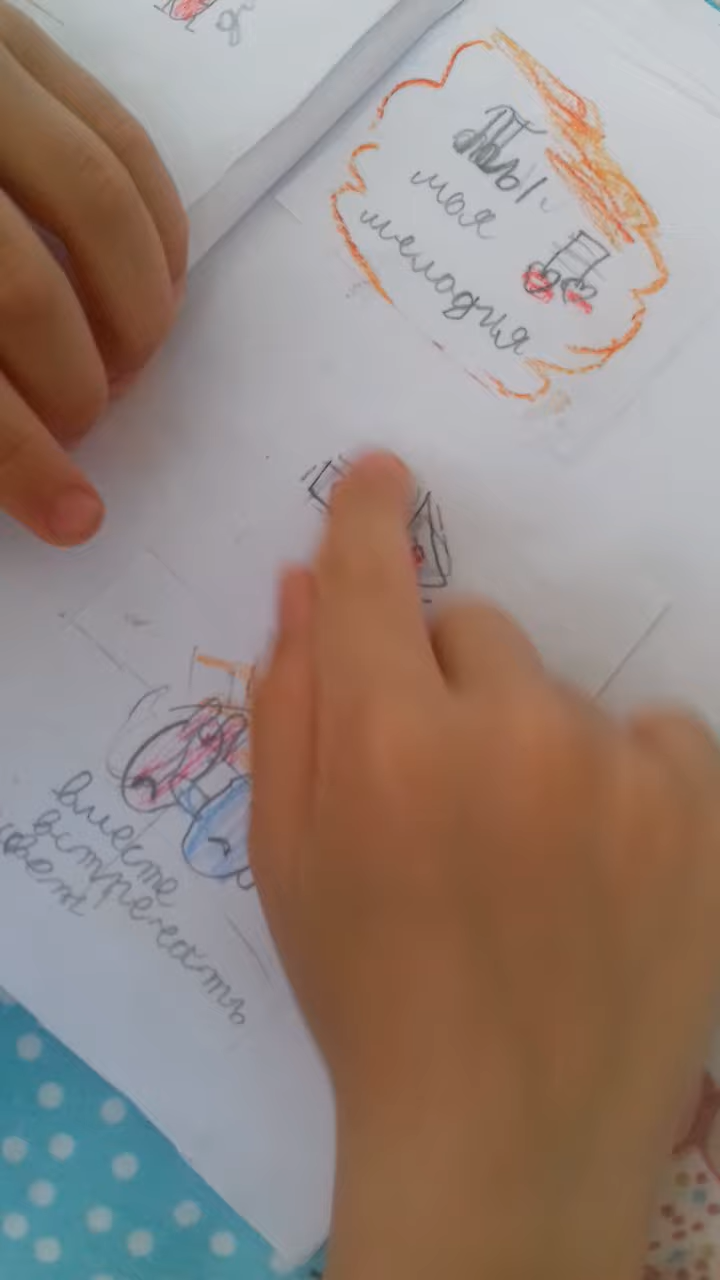 Ты
моя
мелодия
вместе
встречать